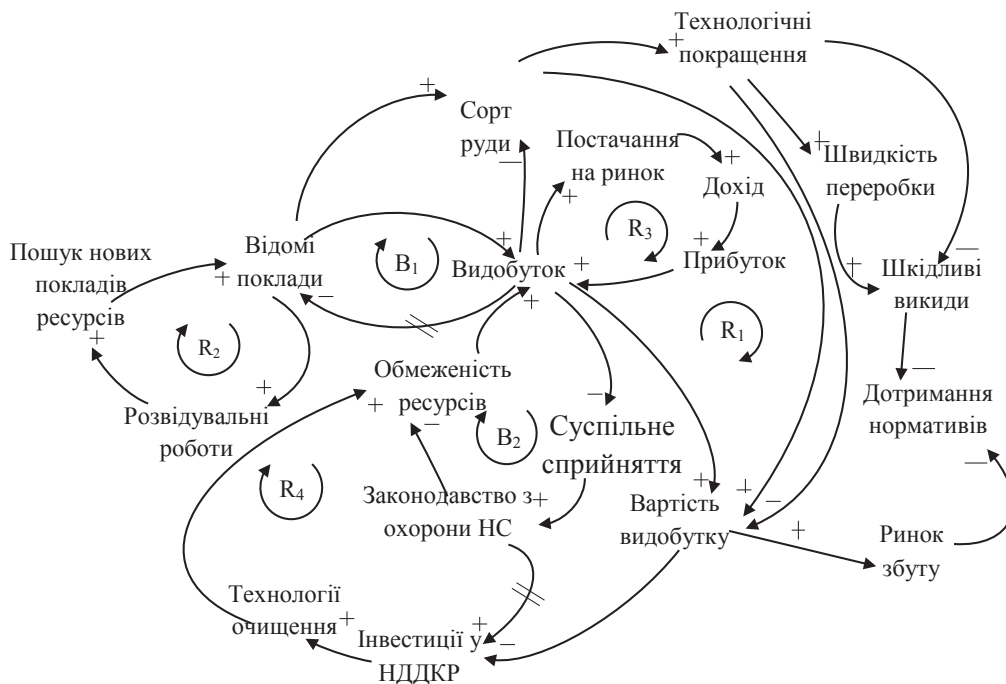 Технологічні
покращення
+
+
Сорт
руди
—
Постачання
на ринок
+
+
Дохід
+
Швидкість
переробки
Пошук нових
покладів
ресурсів
+
Відомі
поклади
+
—
B1
+
Видобуток
+
+
R3
+
Прибуток
+
—
Шкідливі
викиди
R2
R1
+
Розвідувальні
роботи
Обмеженість
ресурсів
+
—
B2
—
Суспільне
сприйняття
—
Дотримання
нормативів
—
R4
Законодавство з
охорони НС
+
+
+
—
Вартість
видобутку
+
Ринок
збуту
Технології
очищення
+
Інвестиції у
НДДКР
+
—